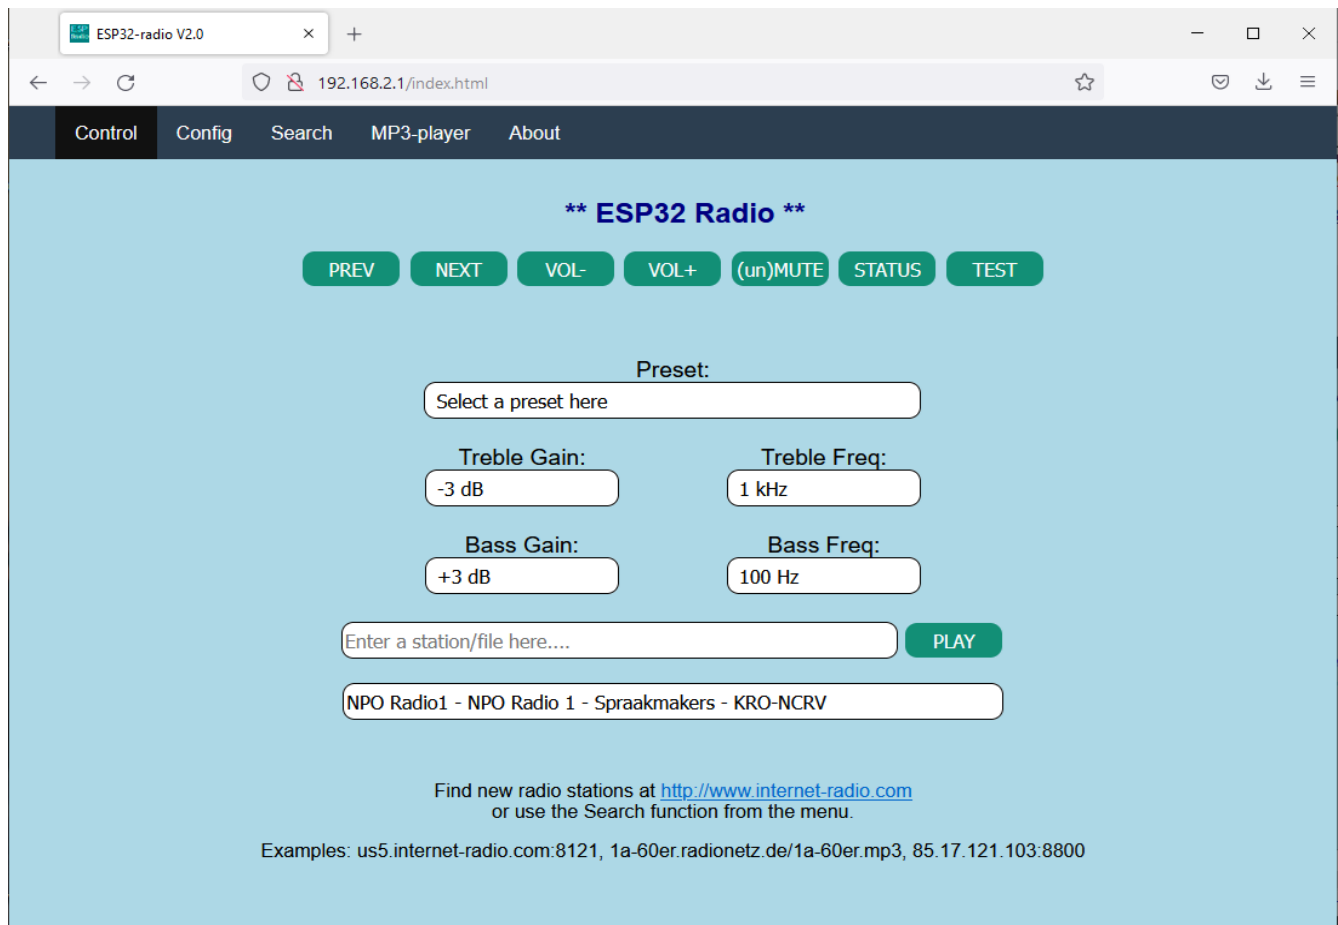 ESP32-radio V2.0
192.168.2.1/index.html
Control Config Search MP3-player About
** ESP32 Radio **
PREV NEXT VOL- VOL+ (un)MUTE STATUS TEST
Preset:
Select a preset here
Treble Gain: Treble Freq:
-3 dB 1 kHz
Bass Gain: Bass Freq:
+3 dB 100 Hz
Enter a station/file here.... PLAY
NPO Radio1 - NPO Radio 1 - Spraakmakers - KRO-NCRV
Find new radio stations at http://www.internet-radio.com
or use the Search function from the menu.
Examples: us5.internet-radio.com:8121, 1a-60er.radionetz.de/1a-60er.mp3, 85.17.121.103:8800